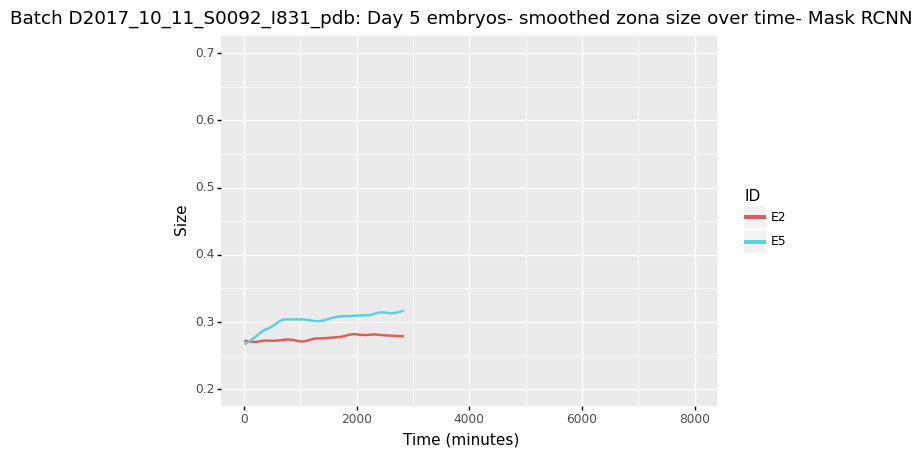 Batch D2017_10_11_S0092_I831_pdb: Day 5 embryos- smoothed zona size over time- Mask RCNN
0.7
0.6
0.5
0.4
0.3
0.2
Size
0 2000 4000 6000 8000
Time (minutes)
ID
E2
E5